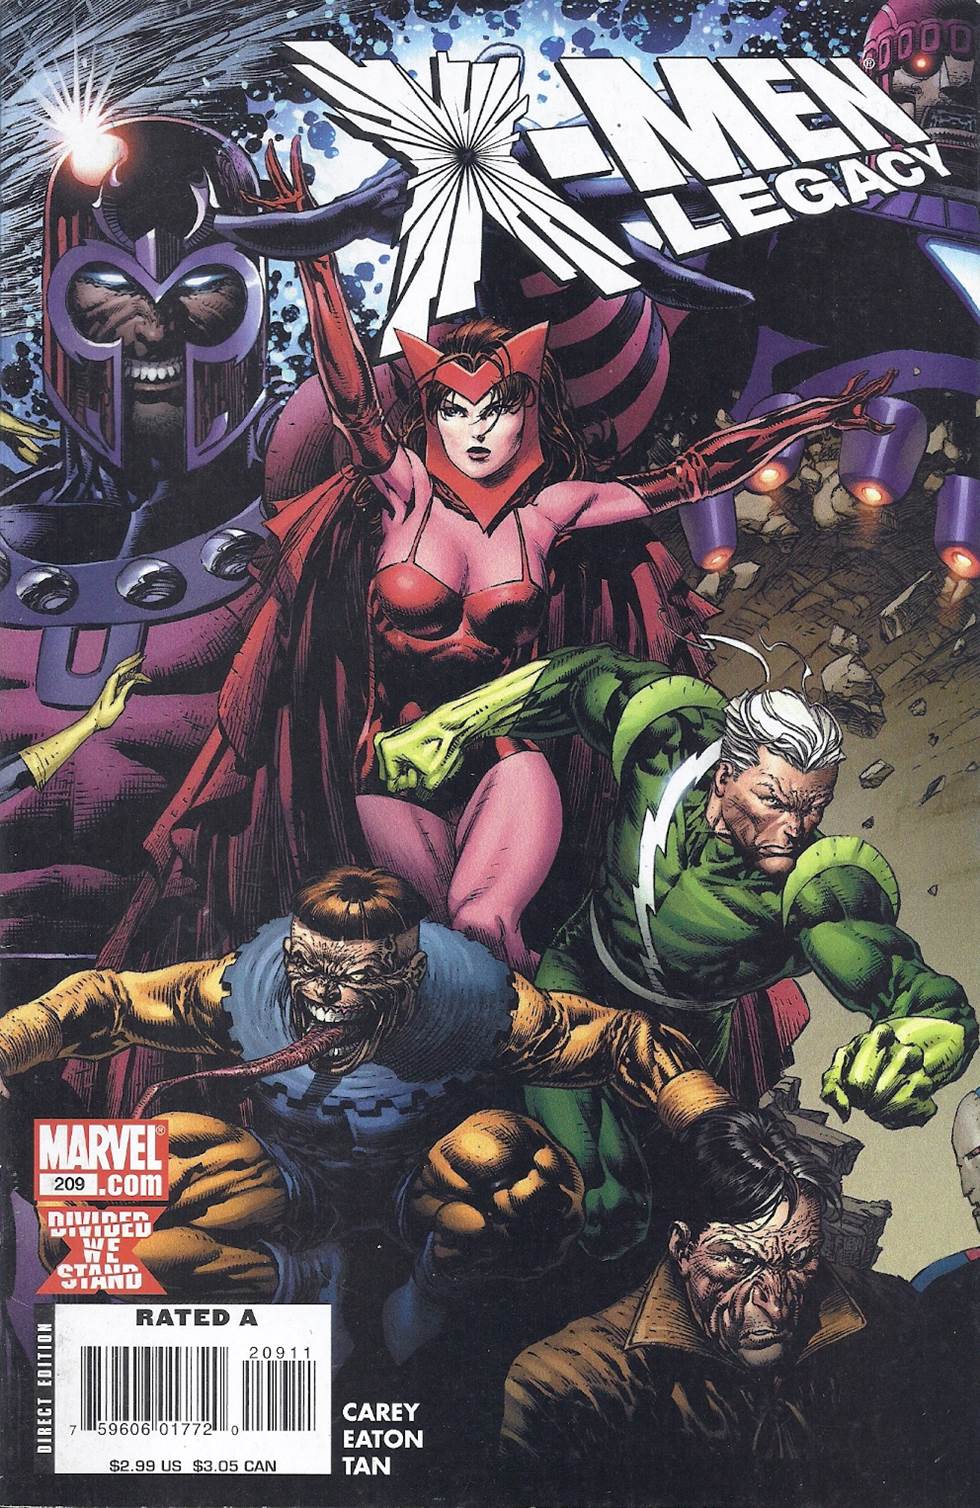 X-MEN®
LEGACY
MARVEL®
209 .com
DIVIDED
WE
STAND
RATED A
DIRECT EDITION
20911
7 59606 01772 0
$2.99 US $3.05 CAN
CAREY
EATON
TAN